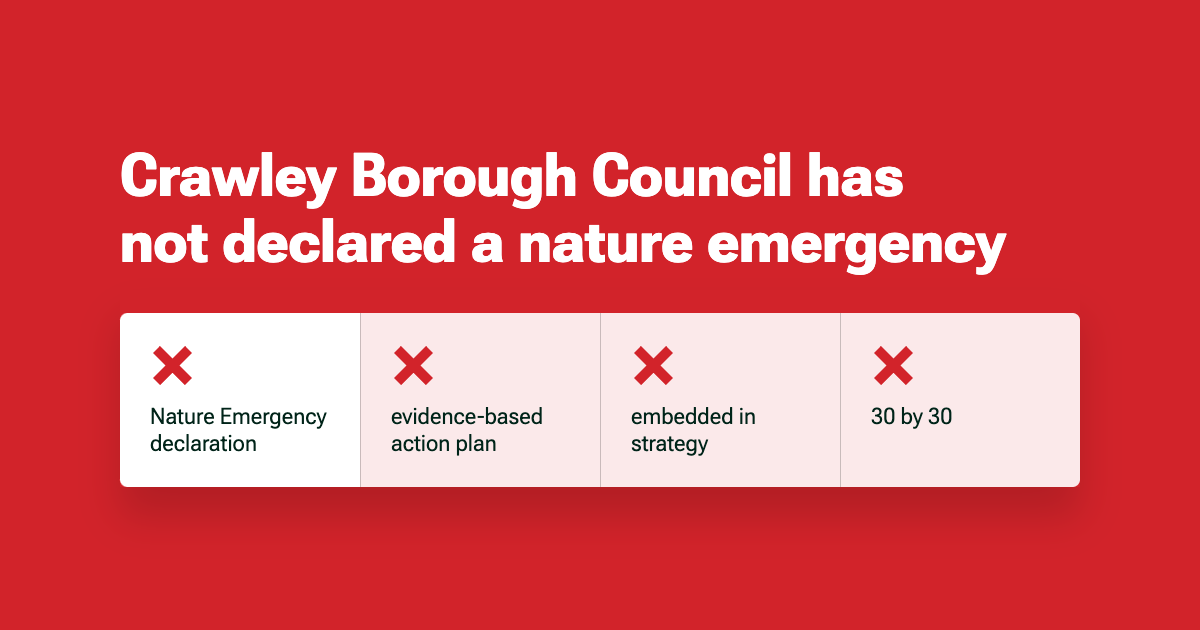 Crawley Borough Council has
not declared a nature emergency
Nature Emergency
declaration
evidence-based
action plan
embedded in
strategy
30 by 30